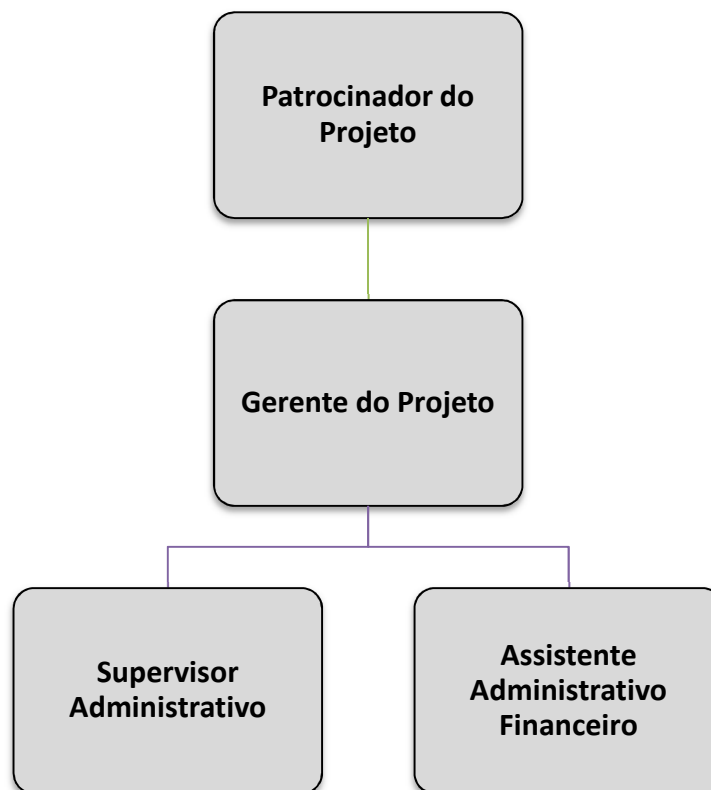 Patrocinador do
Projeto
Gerente do Projeto
Supervisor
Administrativo
Assistente
Administrativo
Financeiro